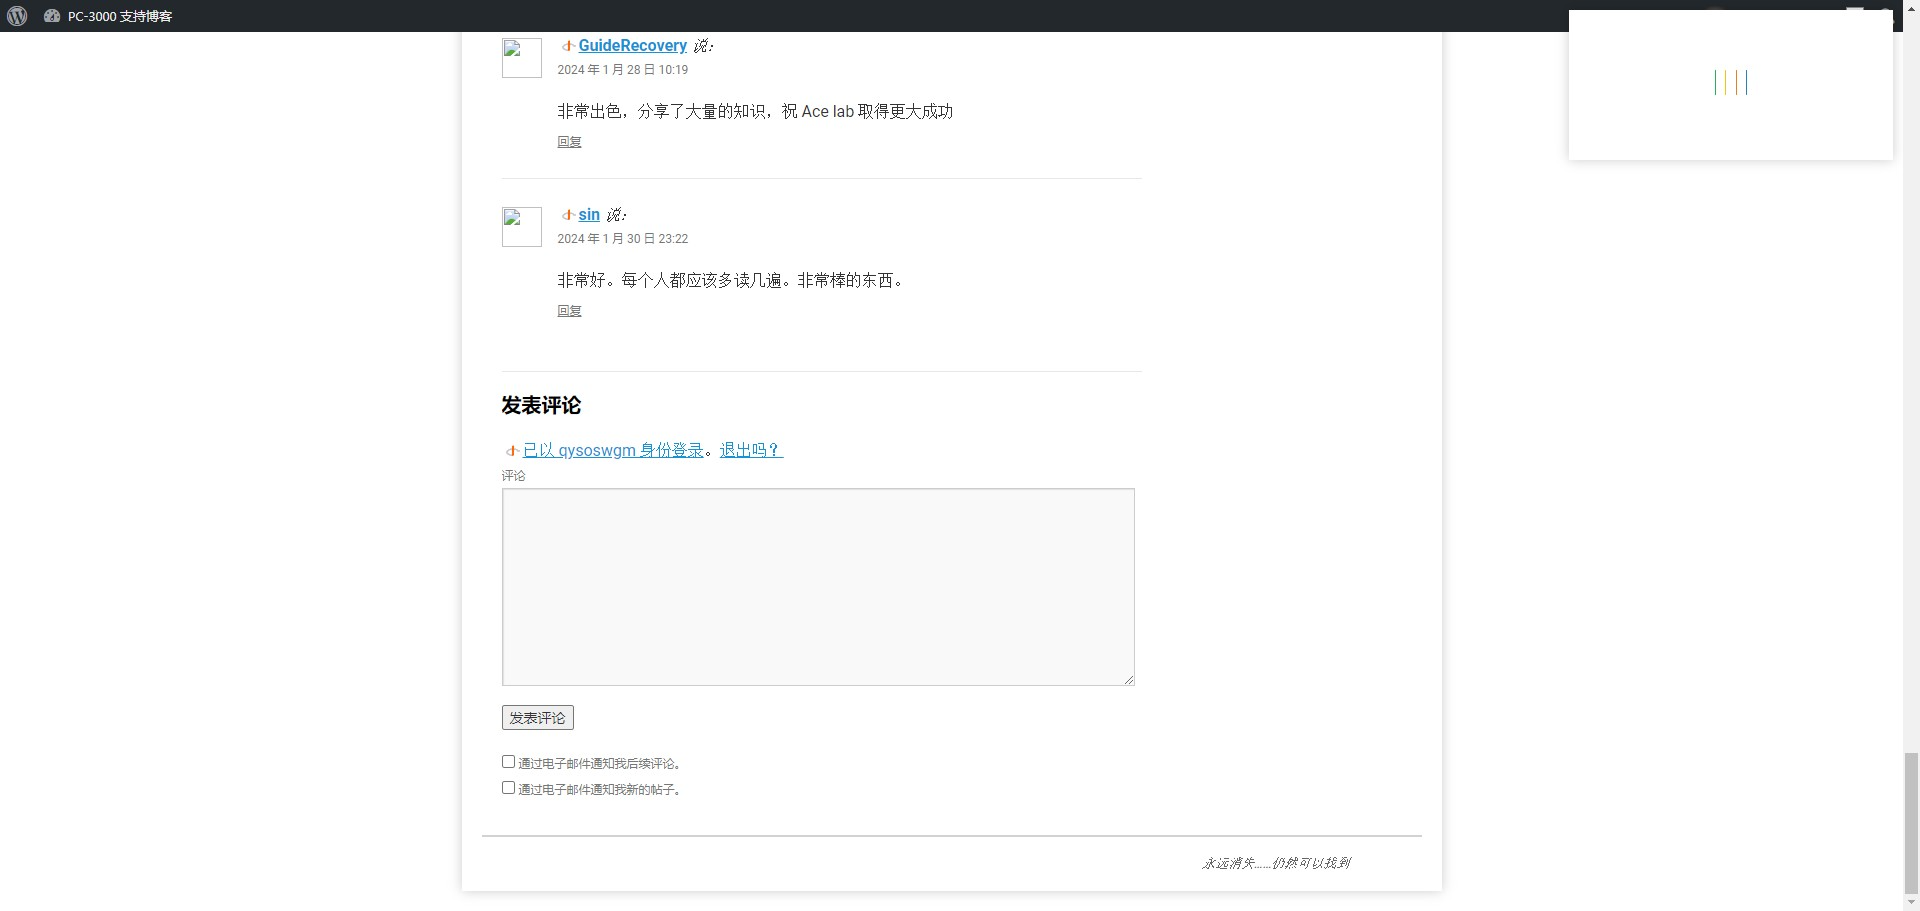 PC-3000 支持博客
GuideRecovery 说：
2024 年 1 月 28 日 10:19
非常出色，分享了大量的知识，祝 Ace lab 取得更大成功
回复
sin 说：
2024 年 1 月 30 日 23:22
非常好。每个人都应该多读几遍。非常棒的东西。
回复
发表评论
已以 qysoswgm 身份登录。退出吗？
评论
发表评论
通过电子邮件通知我后续评论。
通过电子邮件通知我新的帖子。
永远消失......仍然可以找到